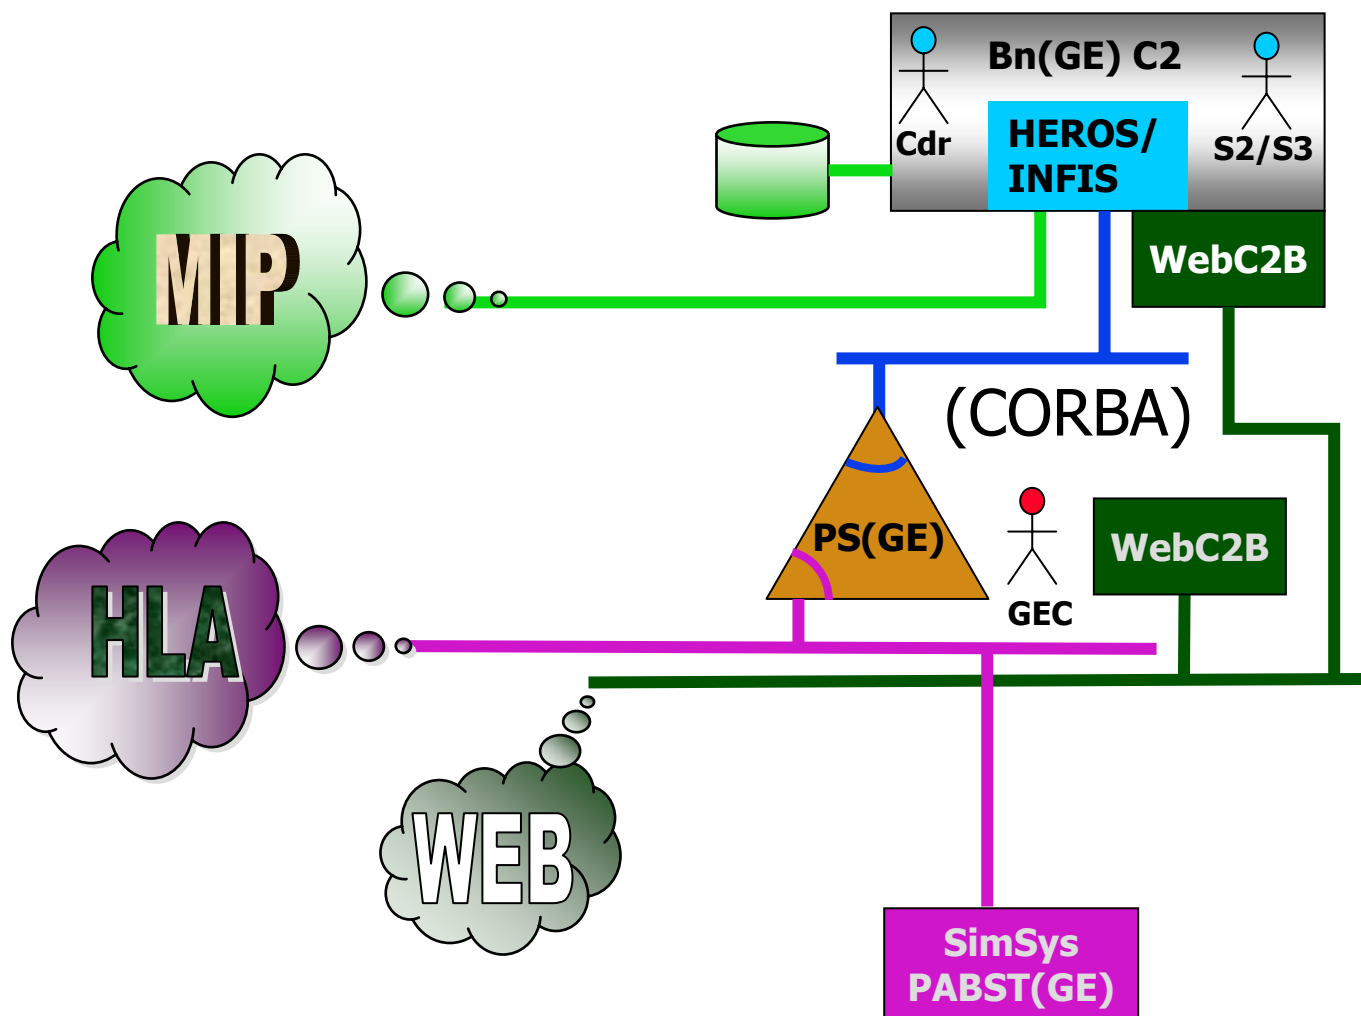 Bn(GE) C2
Cdr
HEROS/
INFIS
S2/S3
MIP
WebC2B
(CORBA)
PS(GE)
WebC2B
GEC
HLA
WEB
SimSys
PABST(GE)